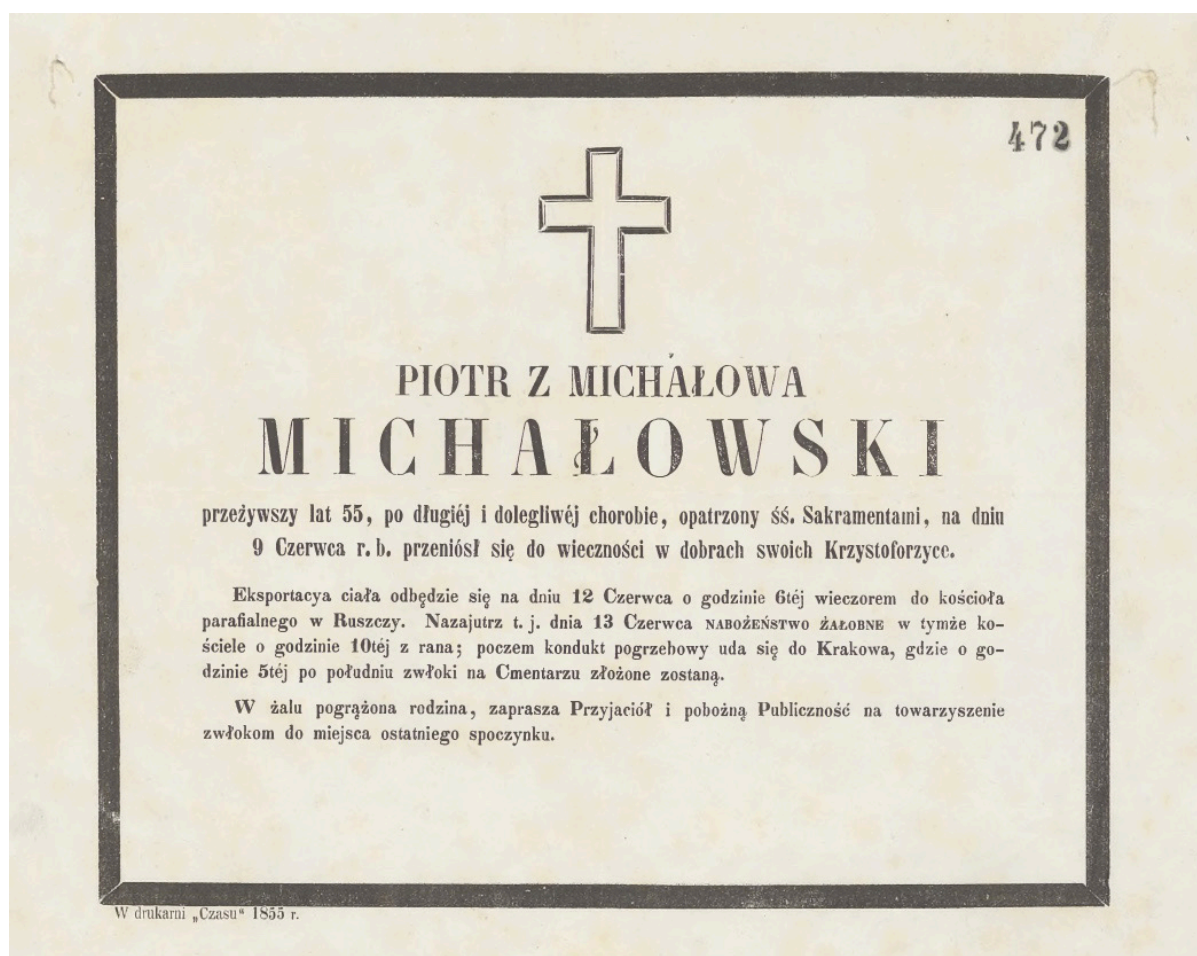 472
PIOTR Z MICHAŁOWA
MICHAŁOWSKI
przeżywszy lat 55, po długiéj i dolegliwéj chorobie, opatrzony śś. Sakramentami, na dniu
9 Czerwca r. b. przeniósł się do wieczności w dobrach swoich Krzystoforzyce.
Eksportacya ciała odbędzie się na dniu 12 Czerwca o godzinie 6téj wieczorem do kościoła
parafialnego w Ruszczy. Nazajutrz t. j. dnia 13 Czerwca NABOŻEŃSTWO ŻAŁOBNE w tymże ko-
ściele o godzinie 10téj z rana; poczem kondukt pogrzebowy uda się do Krakowa, gdzie o go-
dzinie 5téj po południu zwłoki na Cmentarzu złożone zostaną.
W żalu pogrążona rodzina, zaprasza Przyjaciół i pobożną Publiczność na towarzyszenie
zwłokom do miejsca ostatniego spoczynku.
W drukarni „Czasu“ 1855 r.